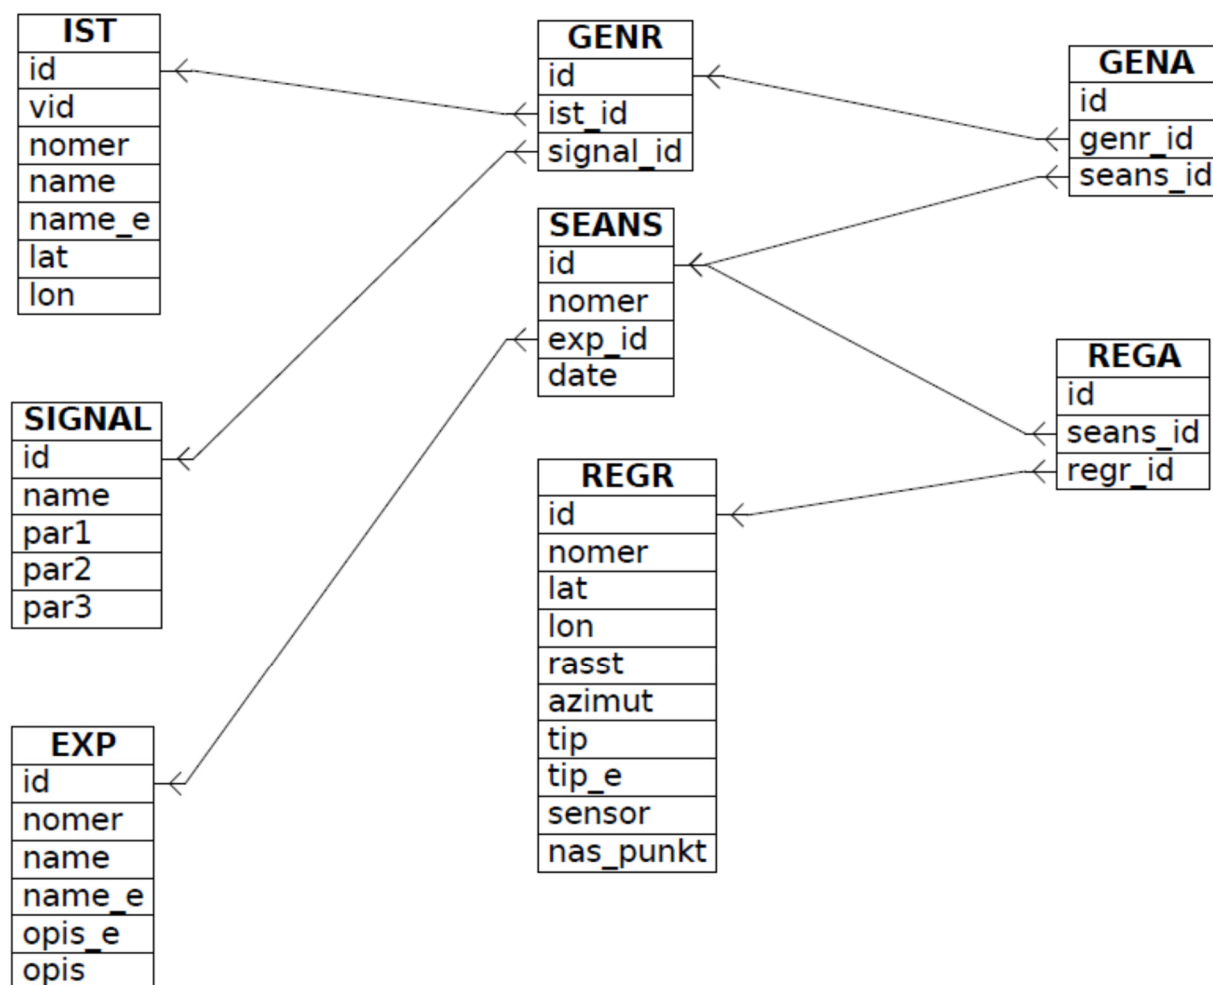 IST
id
vid
nomer
name
name_e
lat
lon
SIGNAL
id
name
par1
par2
par3
EXP
id
nomer
name
name_e
opis_e
opis
GENR
id
ist_id
signal_id
SEANS
id
nomer
exp_id
date
REGR
id
nomer
lat
lon
rasst
azimut
tip
tip_e
sensor
nas_punkt
GENA
id
genr_id
seans_id
REGA
id
seans_id
regr_id